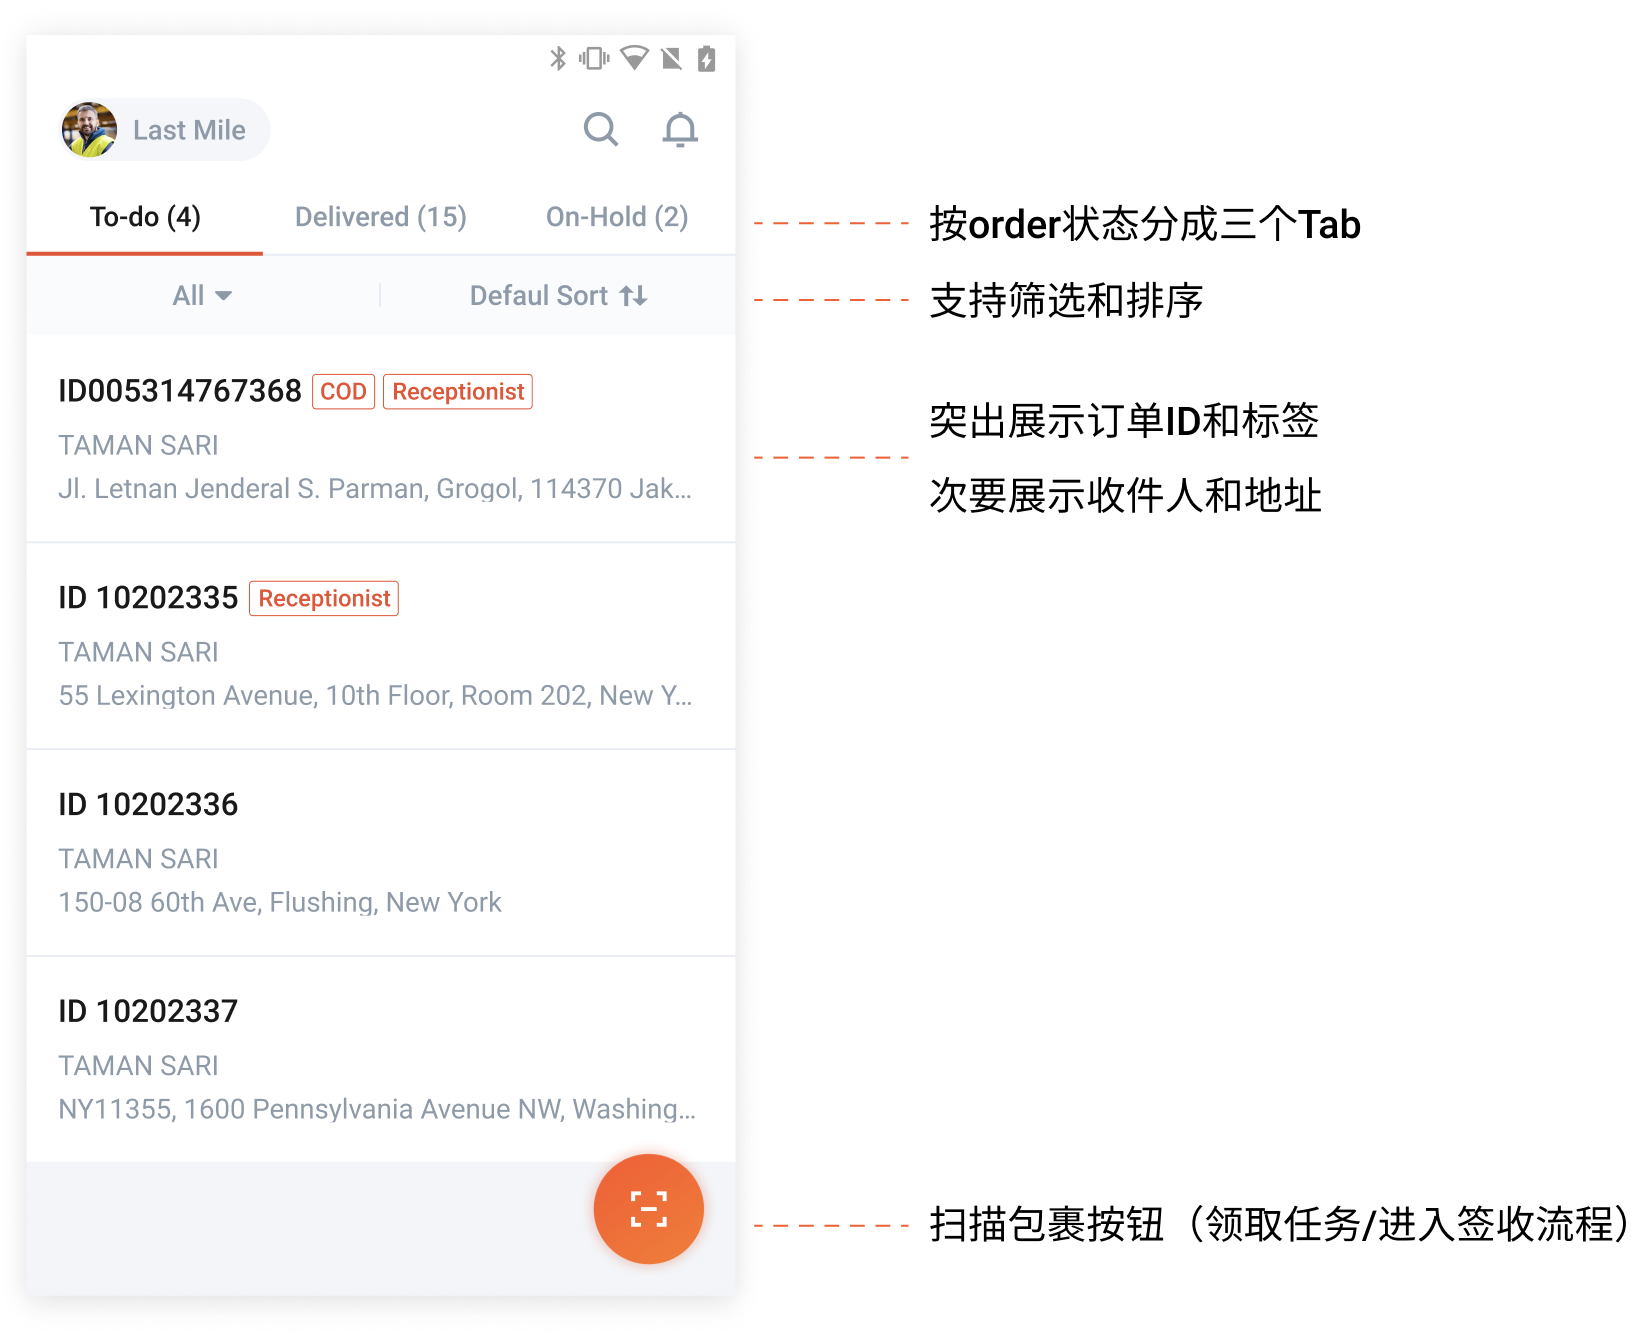 Last Mile
To-do (4)
Delivered (15)
On-Hold (2)
按order状态分成三个Tab
All
Defaul Sort
支持筛选和排序
ID005314767368 COD Receptionist
TAMAN SARI
Jl. Letnan Jenderal S. Parman, Grogol, 114370 Jak...
突出展示订单ID和标签
次要展示收件人和地址
ID 10202335 Receptionist
TAMAN SARI
55 Lexington Avenue, 10th Floor, Room 202, New Y...
ID 10202336
TAMAN SARI
150-08 60th Ave, Flushing, New York
ID 10202337
TAMAN SARI
NY11355, 1600 Pennsylvania Avenue NW, Washing...
扫描包裹按钮（领取任务/进入签收流程）